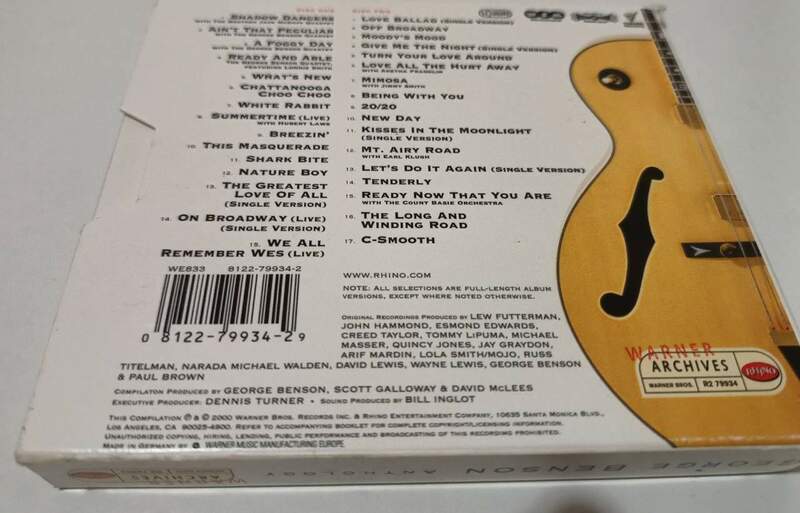 DISC ONE
1. SHADOW DANCERS
WITH THE BROTHER JACK MCDUFF QUARTET
2. AIN'T THAT PECULIAR
WITH THE GEORGE BENSON QUARTET
3. A FOGGY DAY
WITH THE GEORGE BENSON QUARTET
4. READY AND ABLE
THE GEORGE BENSON QUARTET,
FEATURING LONNIE SMITH
5. WHAT'S NEW
6. CHATTANOOGA
CHOO CHOO
7. WHITE RABBIT
8. SUMMERTIME (LIVE)
WITH HUBERT LAWS
9. BREEZIN'
10. THIS MASQUERADE
11. SHARK BITE
12. NATURE BOY
13. THE GREATEST
LOVE OF ALL
(SINGLE VERSION)
14. ON BROADWAY (LIVE)
(SINGLE VERSION)
15. WE ALL
REMEMBER WES (LIVE)
DISC TWO
1. LOVE BALLAD (SINGLE VERSION)
2. OFF BROADWAY
3. MOODY'S MOOD
4. GIVE ME THE NIGHT (SINGLE VERSION)
5. TURN YOUR LOVE AROUND
6. LOVE ALL THE HURT AWAY
WITH ARETHA FRANKLIN
7. MIMOSA
WITH JIMMY SMITH
8. BEING WITH YOU
9. 20/20
10. NEW DAY
11. KISSES IN THE MOONLIGHT
(SINGLE VERSION)
12. MT. AIRY ROAD
WITH EARL KLUGH
13. LET'S DO IT AGAIN (SINGLE VERSION)
14. TENDERLY
15. READY NOW THAT YOU ARE
WITH THE COUNT BASIE ORCHESTRA
16. THE LONG AND
WINDING ROAD
17. C-SMOOTH
WE833 8122-79934-2
0 8122-79934-2 9
WWW.RHINO.COM
NOTE: ALL SELECTIONS ARE FULL-LENGTH ALBUM
VERSIONS, EXCEPT WHERE NOTED OTHERWISE.
ORIGINAL RECORDINGS PRODUCED BY LEW FUTTERMAN,
JOHN HAMMOND, ESMOND EDWARDS,
CREED TAYLOR, TOMMY LIPUMA, MICHAEL
MASSER, QUINCY JONES, JAY GRAYDON,
ARIF MARDIN, LOLA SMITH/MOJO, RUSS
TITELMAN, NARADA MICHAEL WALDEN, DAVID LEWIS, WAYNE LEWIS, GEORGE BENSON
& PAUL BROWN
COMPILATON PRODUCED BY GEORGE BENSON, SCOTT GALLOWAY & DAVID MCLEES
EXECUTIVE PRODUCER: DENNIS TURNER • SOUND PRODUCED BY BILL INGLOT
THIS COMPILATION ℗ & © 2000 WARNER BROS. RECORDS INC. & RHINO ENTERTAINMENT COMPANY, 10635 SANTA MONICA BLVD.,
LOS ANGELES, CA 90025-4900. REFER TO ACCOMPANYING BOOKLET FOR COMPLETE COPYRIGHT/LICENSING INFORMATION.
UNAUTHORIZED COPYING, HIRING, LENDING, PUBLIC PERFORMANCE AND BROADCASTING OF THIS RECORDING PROHIBITED.
MADE IN GERMANY BY WARNER MUSIC MANUFACTURING EUROPE.
WARNER
ARCHIVES
RHINO
WARNER BROS. R2 79934
ARCHIVES
GEORGE BENSON ANTHOLOGY